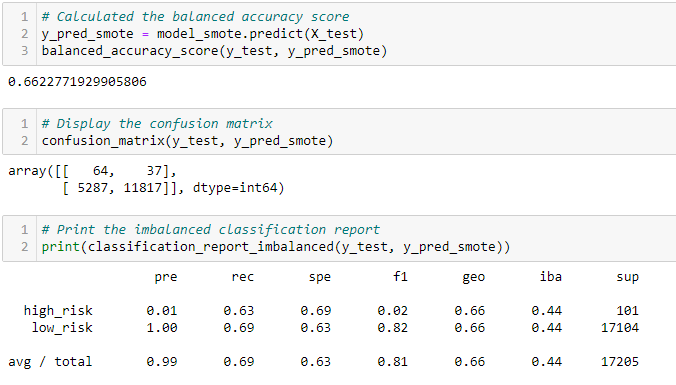 1 # Calculated the balanced accuracy score
2 y_pred_smote = model_smote.predict(X_test)
3 balanced_accuracy_score(y_test, y_pred_smote)
0.6622771929905806
1 # Display the confusion matrix
2 confusion_matrix(y_test, y_pred_smote)
array([[   64,    37],
       [ 5287, 11817]], dtype=int64)
1 # Print the imbalanced classification report
2 print(classification_report_imbalanced(y_test, y_pred_smote))
pre rec spe f1 geo iba sup
high_risk 0.01 0.63 0.69 0.02 0.66 0.44 101
low_risk 1.00 0.69 0.63 0.82 0.66 0.44 17104
avg / total 0.99 0.69 0.63 0.81 0.66 0.44 17205